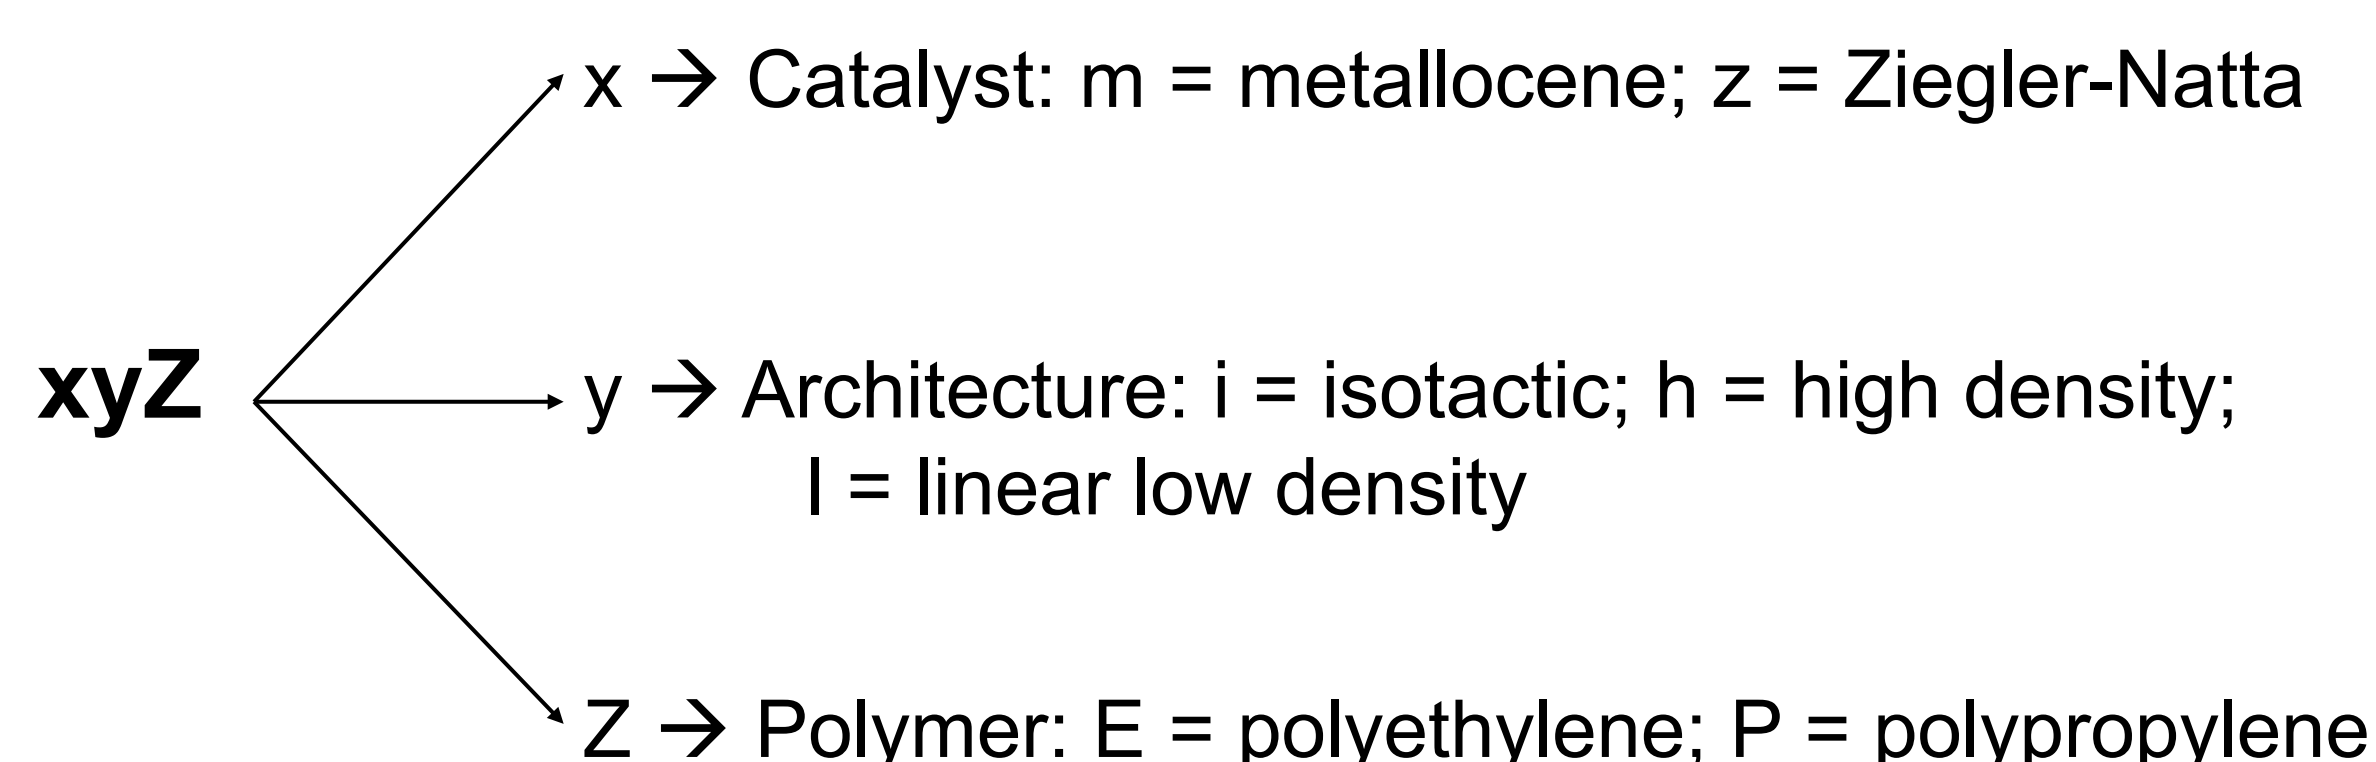 x → Catalyst: m = metallocene; z = Ziegler-Natta
xyZ
y → Architecture: i = isotactic; h = high density;
l = linear low density
Z → Polymer: E = polyethylene; P = polypropylene